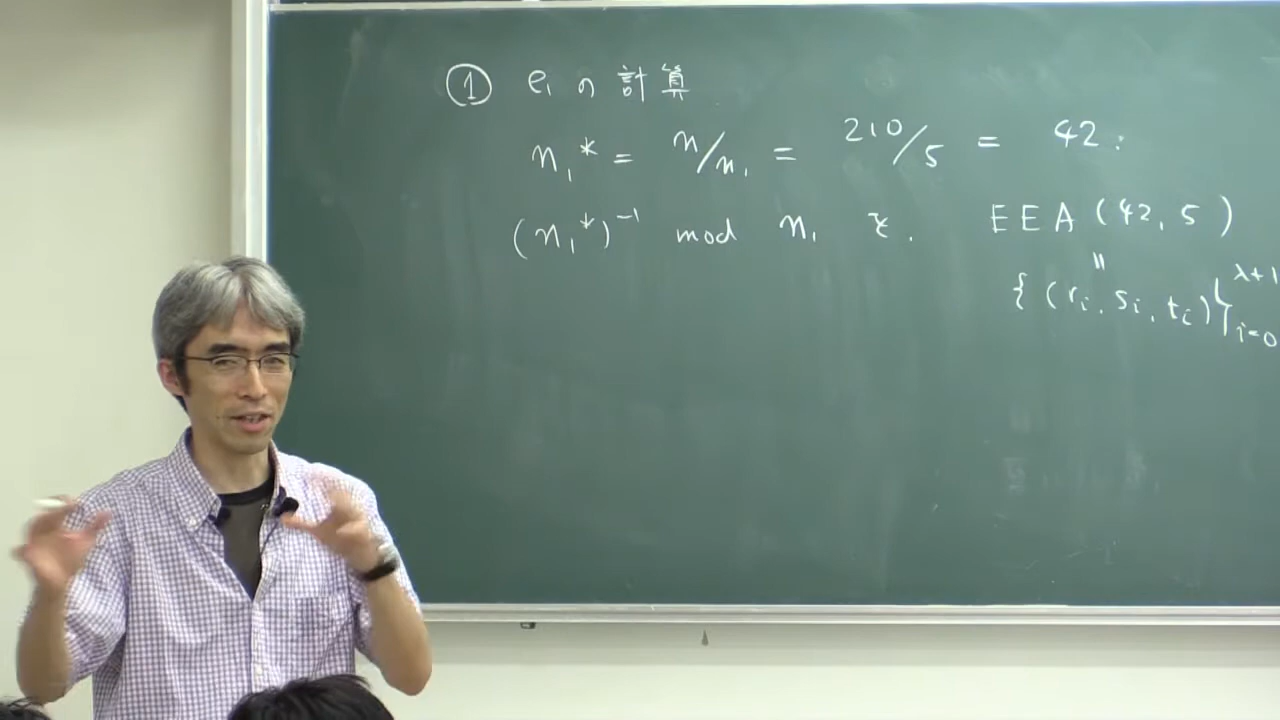 ① e₁ の 計算
n₁* = n/n₁ = 210/5 = 42.
(n₁*)⁻¹ mod n₁ を. EEA(42, 5)
〃
{(rᵢ, sᵢ, tᵢ)}ᵢ₌₀^λ+1